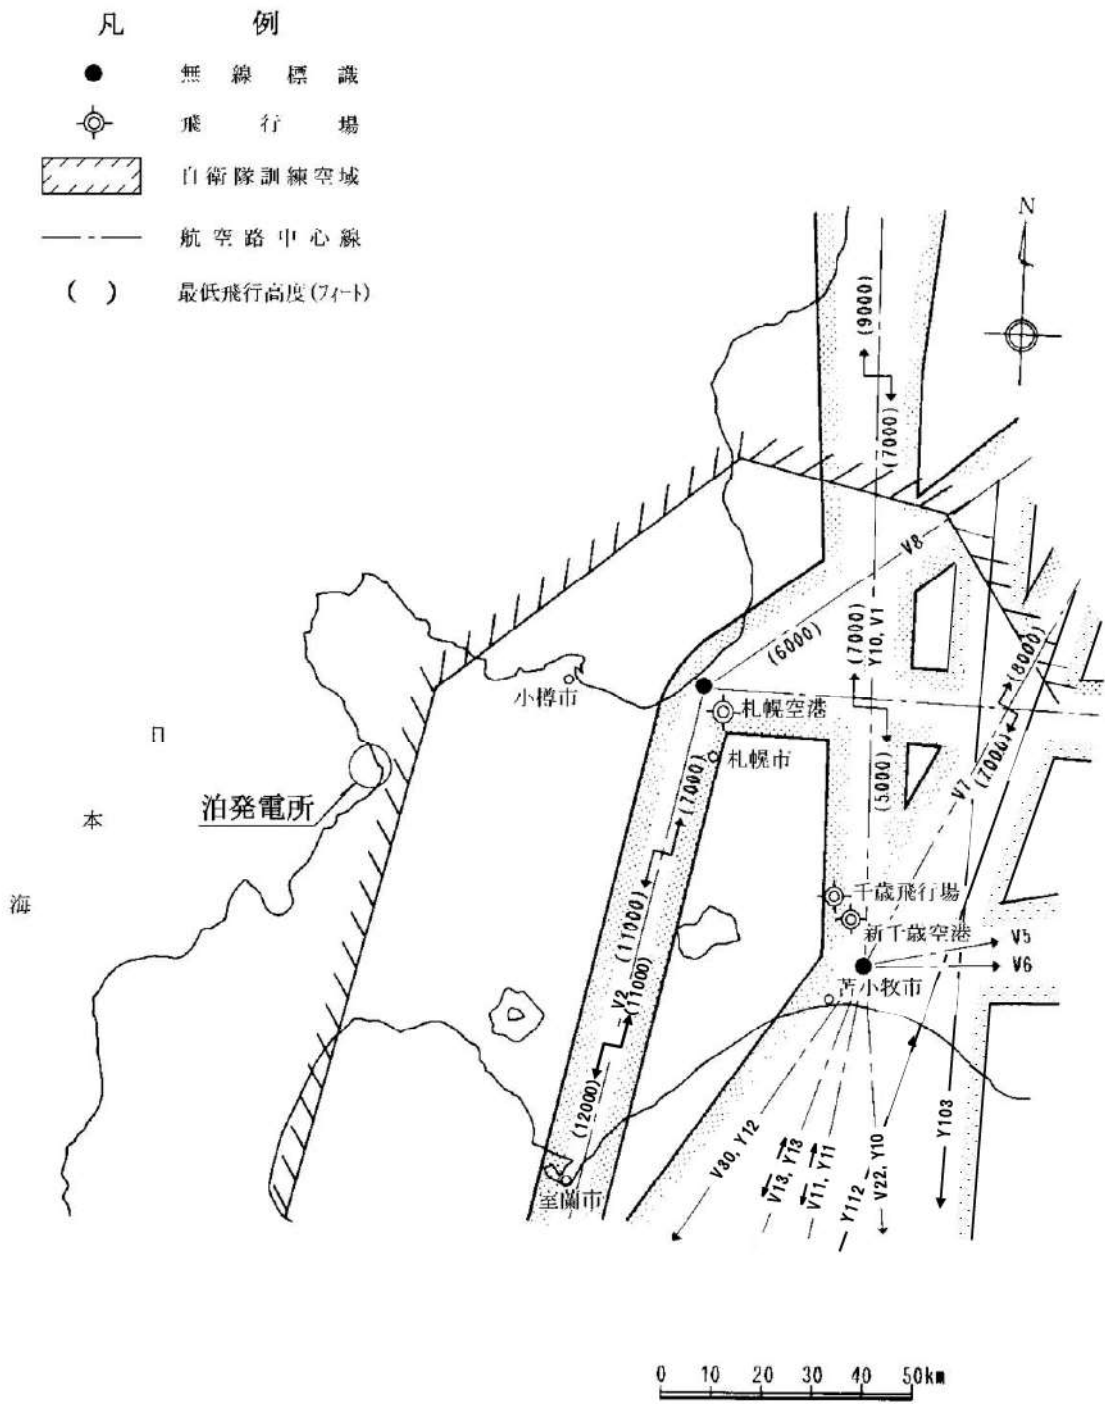 凡 例
無線標識
飛行場
自衛隊訓練空域
航空路中心線
( ) 最低飛行高度(フィート)
N
(9000)
(7000)
V8
(6000)
(7000)
Y10, V1
(8000)
小樽市
札幌空港
札幌市
(7000)
(5000)
V7
(7000)
日
本
海
泊発電所
千歳飛行場
新千歳空港
V5
V6
苫小牧市
(11000)
V2
(11000)
(12000)
室蘭市
V30, Y12
V13, Y13
V11, Y11
Y112
V22, Y10
Y103
0 10 20 30 40 50km